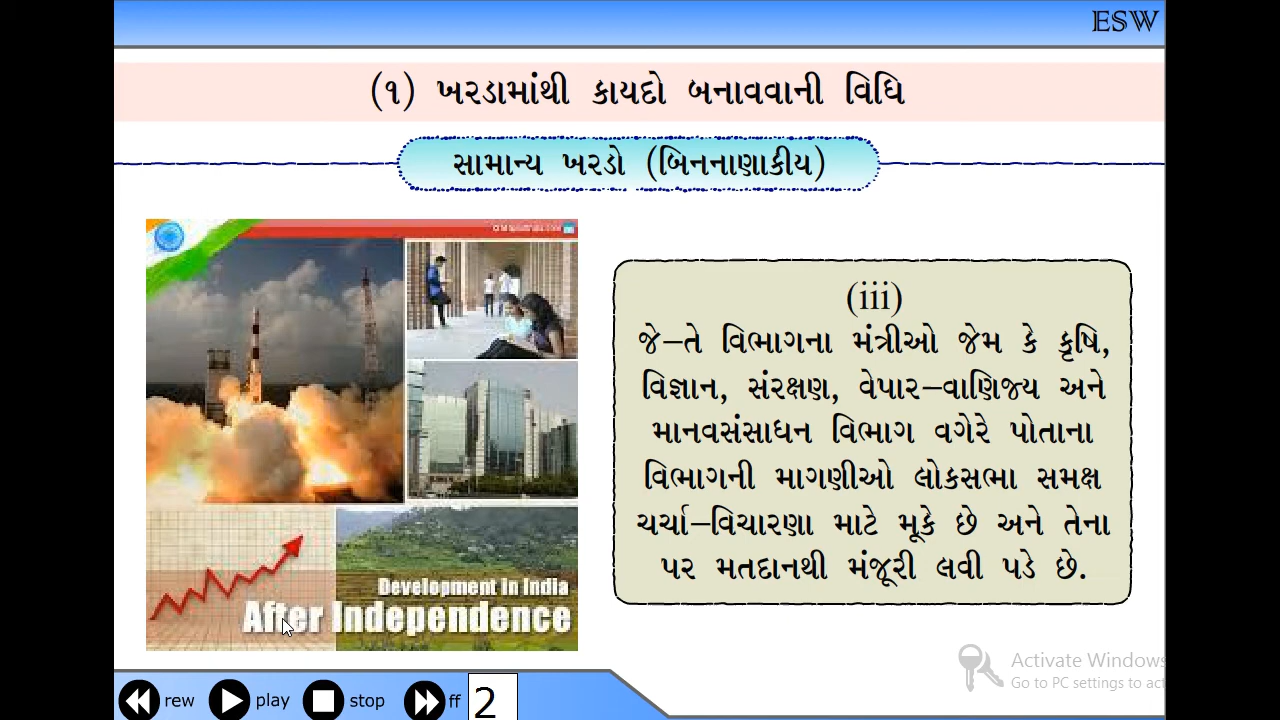 ESW
(૧) ખરડામાંથી કાયદો બનાવવાની વિધિ
સામાન્ય ખરડો (બિનનાણાકીય)
(iii)
જે–તે વિભાગના મંત્રીઓ જેમ કે કૃષિ,
વિજ્ઞાન, સંરક્ષણ, વેપાર–વાણિજ્ય અને
માનવસંસાધન વિભાગ વગેરે પોતાના
વિભાગની માગણીઓ લોકસભા સમક્ષ
ચર્ચા–વિચારણા માટે મૂકે છે અને તેના
પર મતદાનથી મંજૂરી લવી પડે છે.
Development in India
After Independence
Activate Windows
Go to PC settings to act
rew play stop ff 2